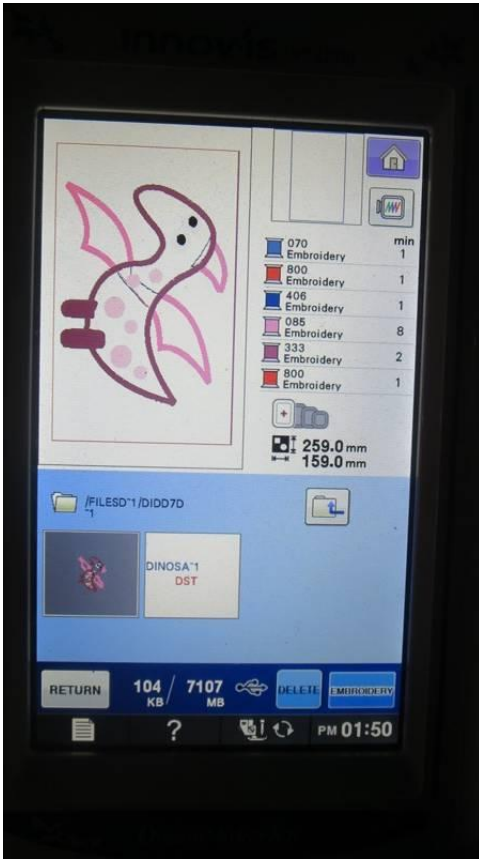 innovis
070 min
Embroidery 1
800
Embroidery 1
406
Embroidery 1
085
Embroidery 8
333
Embroidery 2
800
Embroidery 1
259.0 mm
159.0 mm
/FILESD~1/DIDD7D
~1
DINOSA~1
DST
RETURN 104 KB / 7107 MB DELETE EMBROIDERY
? PM 01:50